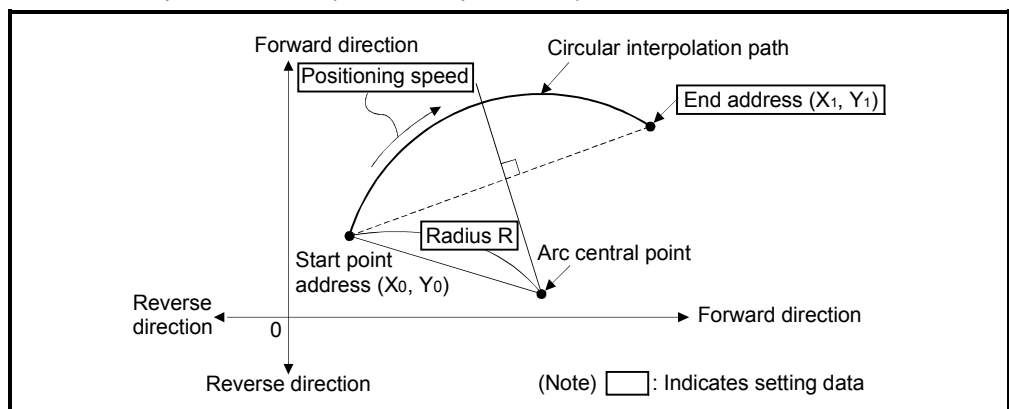 Forward direction
Circular interpolation path
Positioning speed
End address (X1, Y1)
Radius R
Arc central point
Start point
address (X0, Y0)
Reverse
direction
0
Forward direction
Reverse direction
(Note) : Indicates setting data